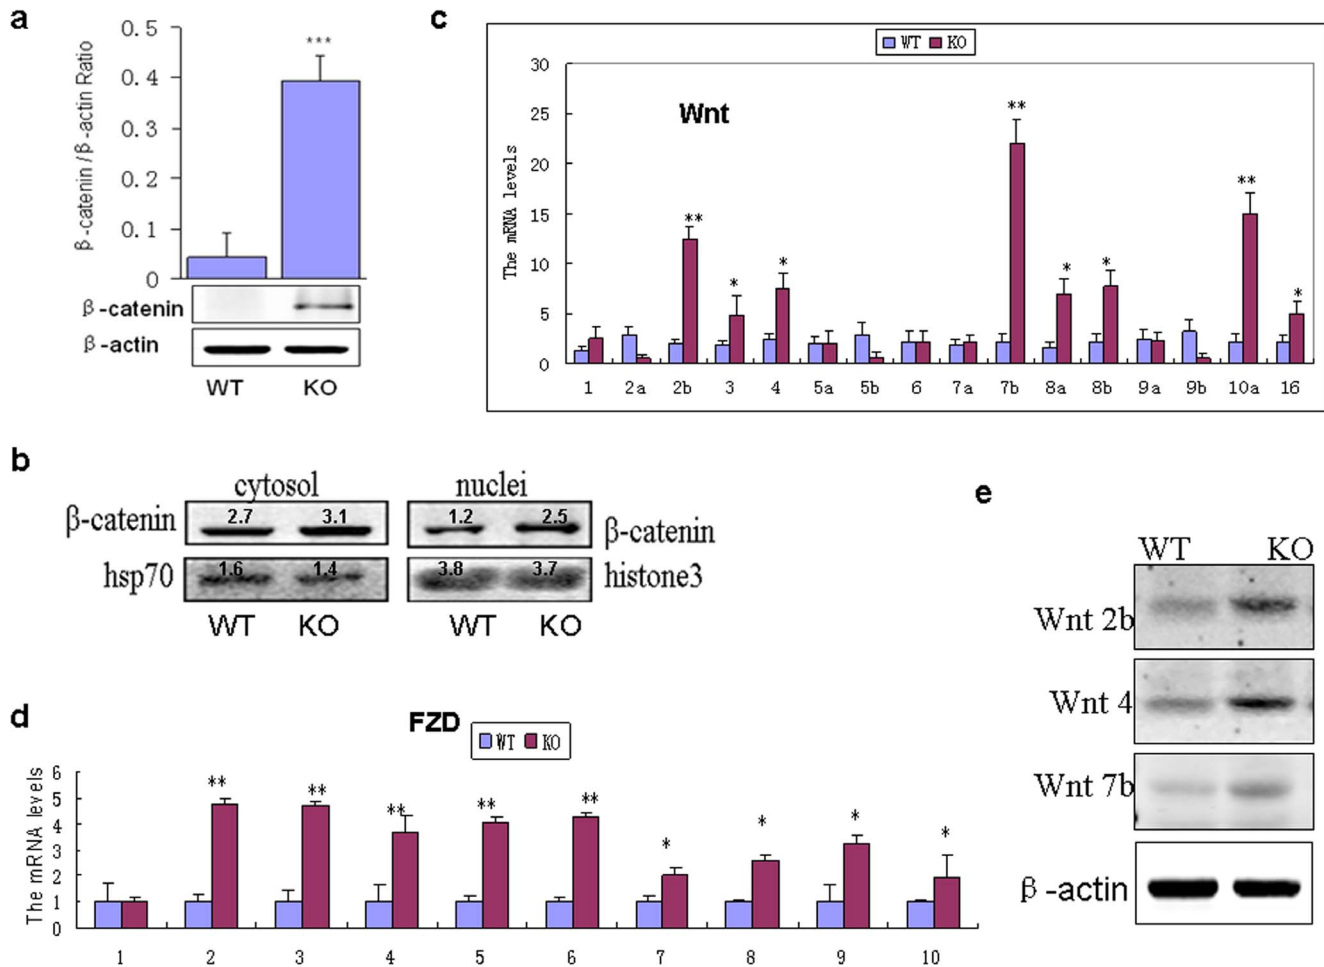 a
0.5
0.4
0.3
0.2
0.1
0
β-catenin/β-actin Ratio
***
β-catenin
β-actin
WT KO
b
cytosol nuclei
β-catenin 2.7 3.1 1.2 2.5 β-catenin
hsp70 1.6 1.4 3.8 3.7 histone3
WT KO WT KO
c
WT KO
Wnt
The mRNA levels
30
25
20
15
10
5
0
** * * ** * * ** *
1 2a 2b 3 4 5a 5b 6 7a 7b 8a 8b 9a 9b 10a 16
d
FZD
WT KO
The mRNA levels
6
5
4
3
2
1
0
** ** ** ** ** * * * *
1 2 3 4 5 6 7 8 9 10
e
WT KO
Wnt 2b
Wnt 4
Wnt 7b
β-actin